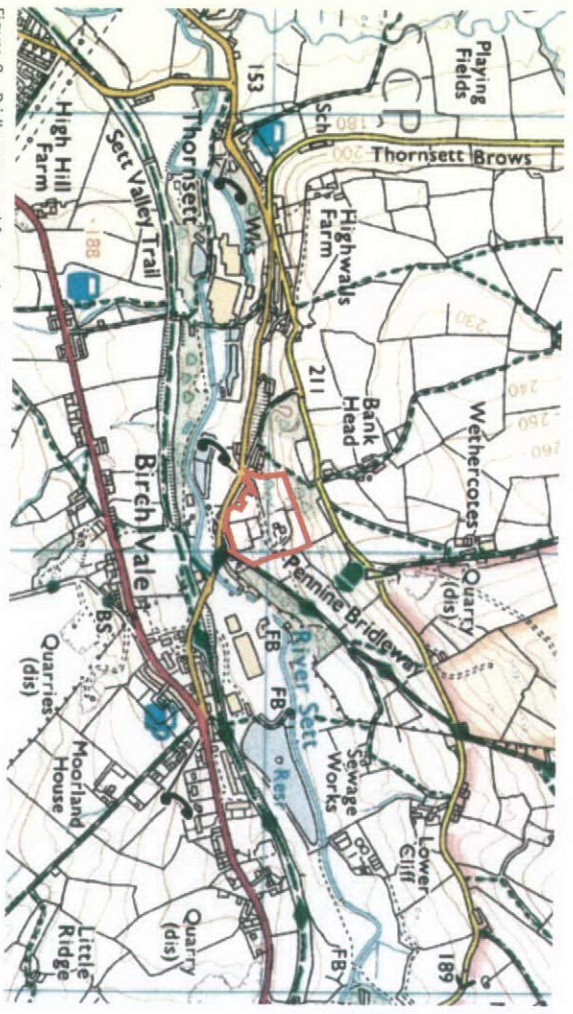 Playing
Fields
CP
180
200
Thornsett Brows
153
Sch
Highwalls
Farm
230
240
260
260
Wks
Thornsett
211
Bank
Head
Wethercotes
Quarry
(dis)
Sett Valley Trail
High Hill
Farm
188
Pennine Bridleway
River Sett
FB
FB
Res
Sewage
Works
Lower
Cliff
189
FB
Birch Vale
BS
Quarries
(dis)
Moorland
House
Quarry
(dis)
Little
Ridge